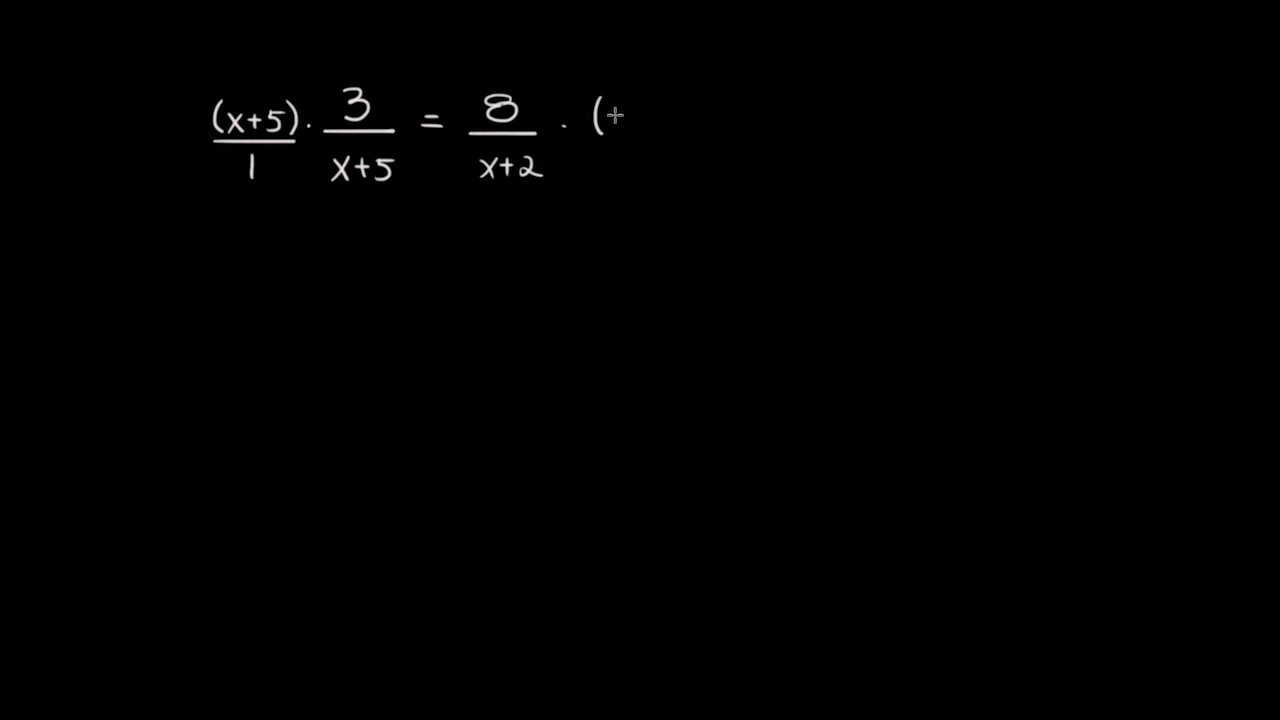 (x+5)/1 · 3/(x+5) = 8/(x+2) · (